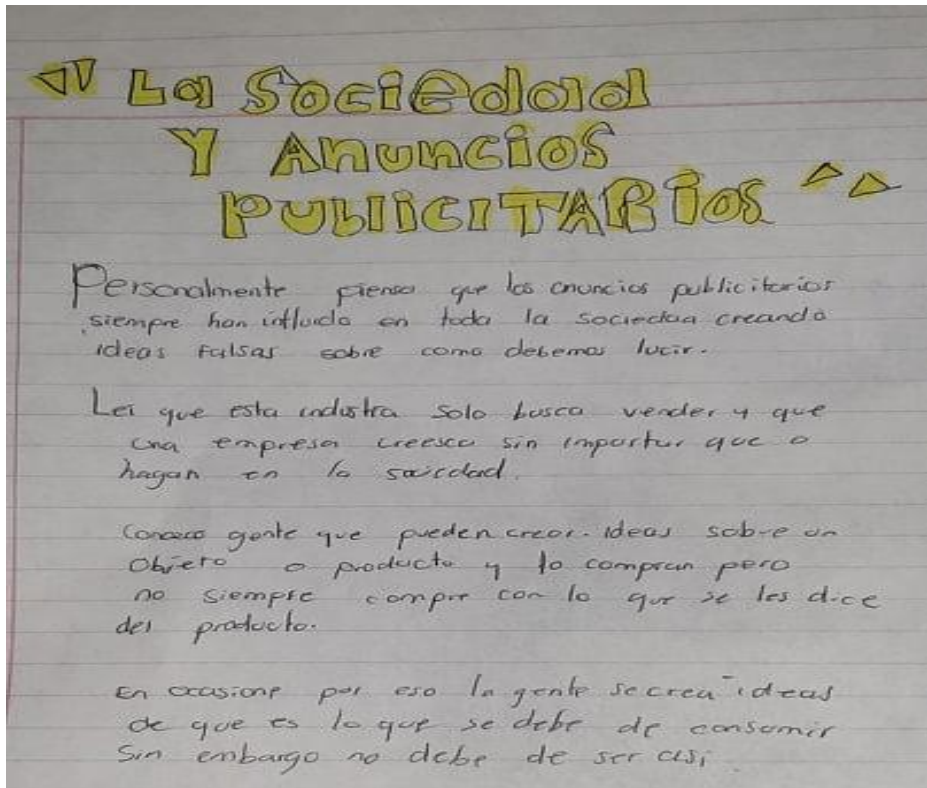 "La Sociedad
Y Anuncios
PUBliCiTARios"
Personalmente pienso que los anuncios publicitarios
siempre han influido en toda la sociedad creando
ideas falsas sobre como debemos lucir.
Lei que esta industra solo busca vender y que
una empresa creesca sin importar que o
hagan en la sociedad.
Conozco gente que pueden creor ideas sobre un
Objeto o producto y lo compran pero
no siempre compre con lo que se les dice
del producto.
En ocasione por eso la gente se crea ideas
de que es lo que se debe de consumir
Sin embargo no debe de ser asi